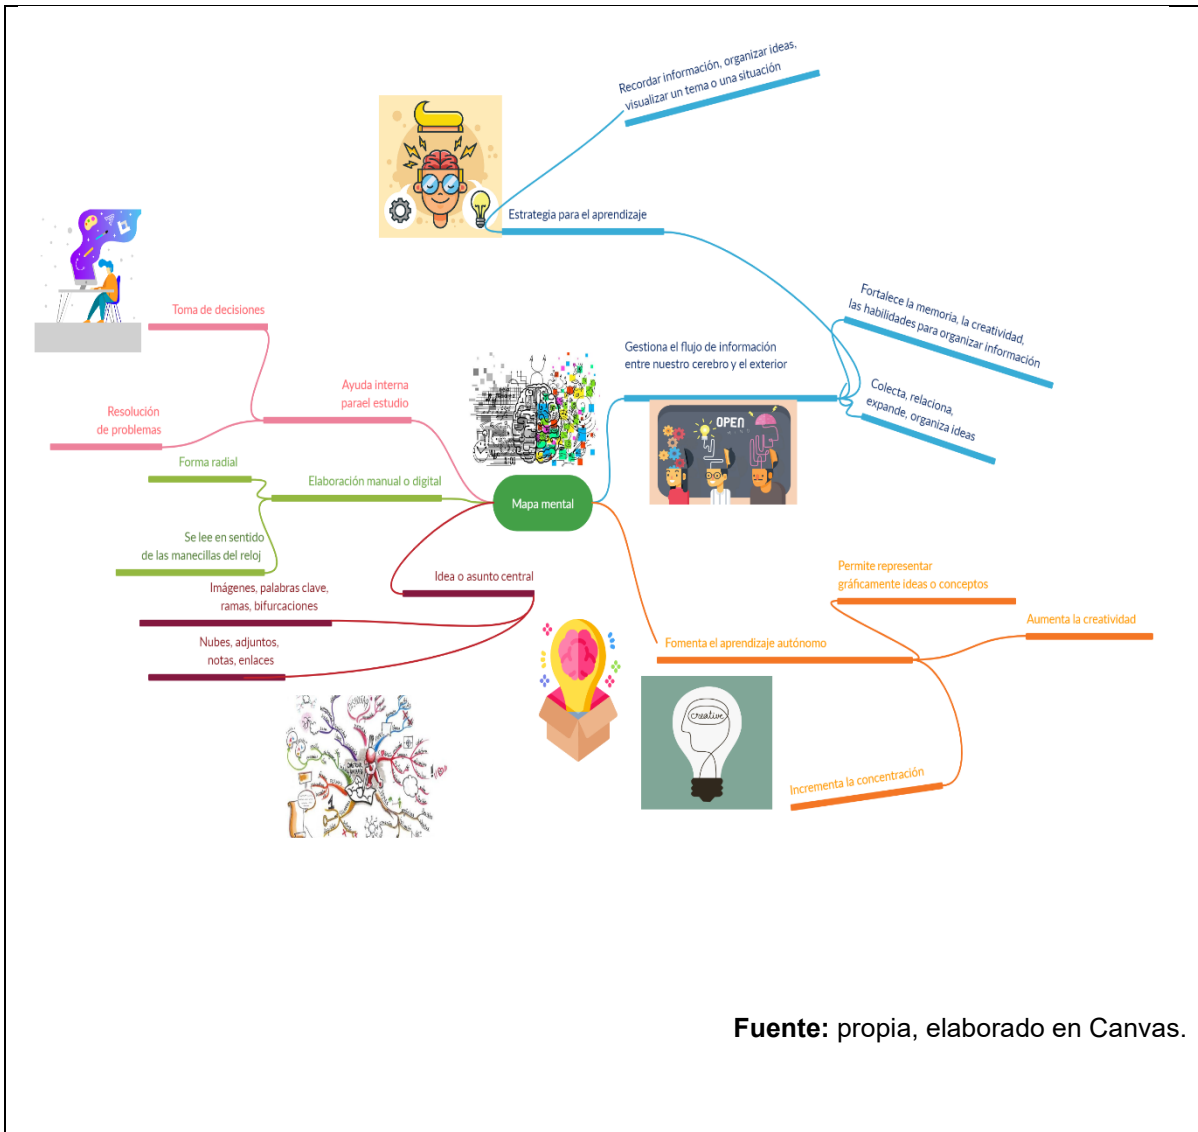 Recordar información, organizar ideas,
visualizar un tema o una situación
Estrategia para el aprendizaje
Fortalece la memoria, la creatividad,
las habilidades para organizar información
Gestiona el flujo de información
entre nuestro cerebro y el exterior
Colecta, relaciona,
expande, organiza ideas
OPEN
Toma de decisiones
Ayuda interna
parael estudio
Resolución
de problemas
Forma radial
Elaboración manual o digital
Se lee en sentido
de las manecillas del reloj
Mapa mental
Idea o asunto central
Imágenes, palabras clave,
ramas, bifurcaciones
Nubes, adjuntos,
notas, enlaces
Permite representar
gráficamente ideas o conceptos
Aumenta la creatividad
Fomenta el aprendizaje autónomo
creative
Incrementa la concentración
Fuente: propia, elaborado en Canvas.